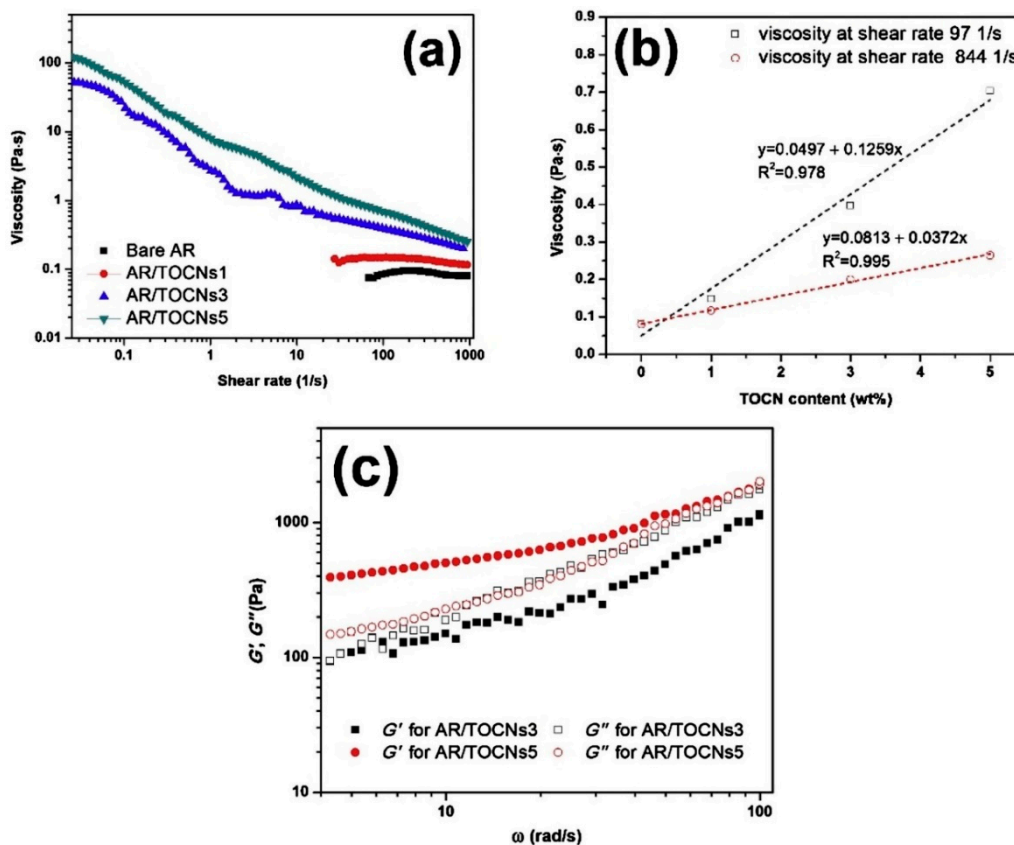 (a)
Viscosity (Pa·s)
100
10
1
0.1
0.01
Bare AR
AR/TOCNs1
AR/TOCNs3
AR/TOCNs5
0.1 1 10 100 1000
Shear rate (1/s)
(b)
viscosity at shear rate 97 1/s
viscosity at shear rate 844 1/s
Viscosity (Pa·s)
0.9
0.8
0.7
0.6
0.5
0.4
0.3
0.2
0.1
0.0
y=0.0497 + 0.1259x
R²=0.978
y=0.0813 + 0.0372x
R²=0.995
0 1 2 3 4 5
TOCN content (wt%)
(c)
G', G"(Pa)
1000
100
10
G' for AR/TOCNs3 G" for AR/TOCNs3
G' for AR/TOCNs5 G" for AR/TOCNs5
10 100
ω (rad/s)